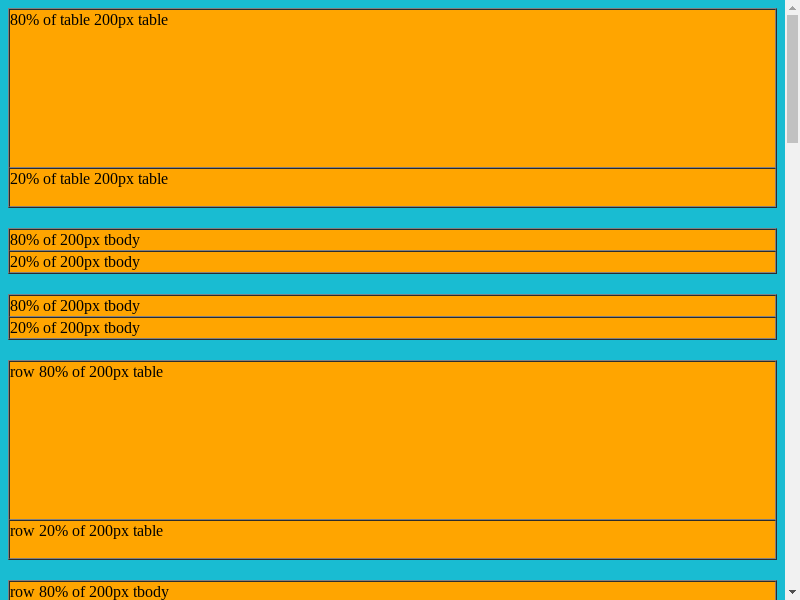 80% of table 200px table
20% of table 200px table
80% of 200px tbody
20% of 200px tbody
80% of 200px tbody
20% of 200px tbody
row 80% of 200px table
row 20% of 200px table
row 80% of 200px tbody